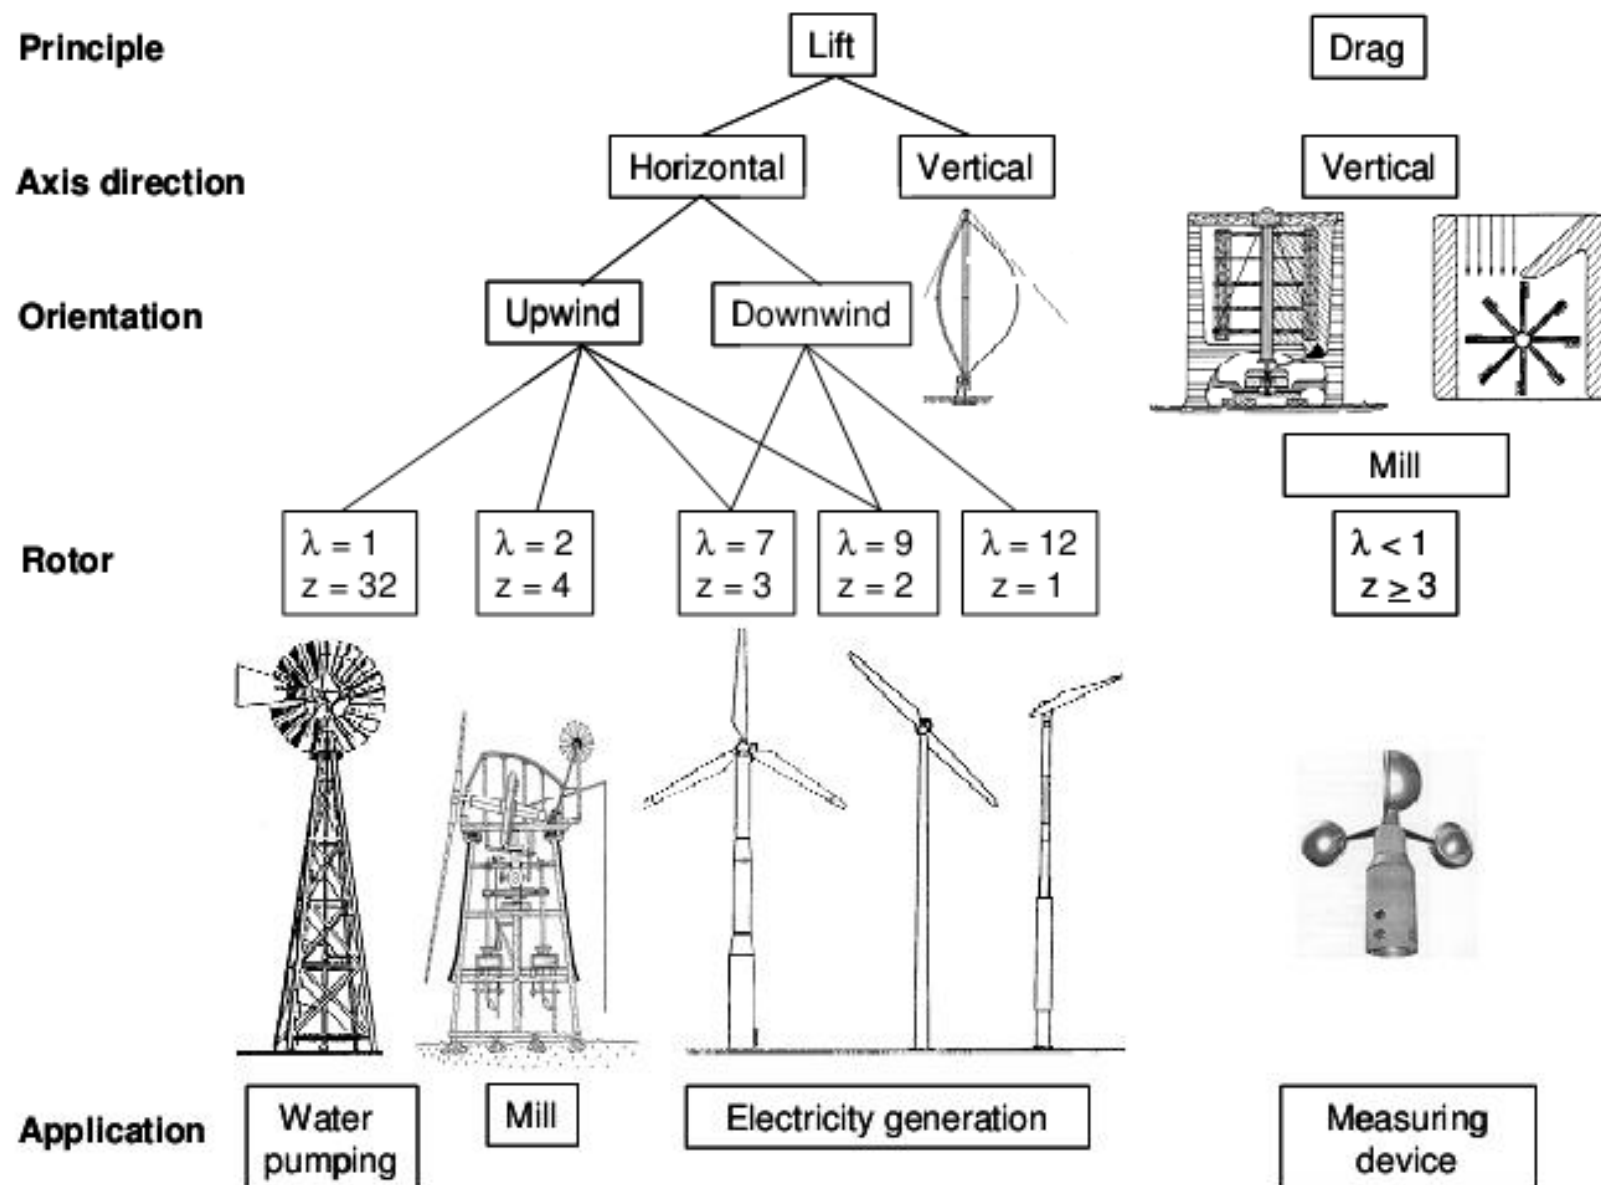 Principle
Lift
Drag
Axis direction
Horizontal
Vertical
Vertical
Orientation
Upwind
Downwind
Mill
Rotor
λ = 1
z = 32
λ = 2
z = 4
λ = 7
z = 3
λ = 9
z = 2
λ = 12
z = 1
λ < 1
z ≥ 3
Application
Water
pumping
Mill
Electricity generation
Measuring
device